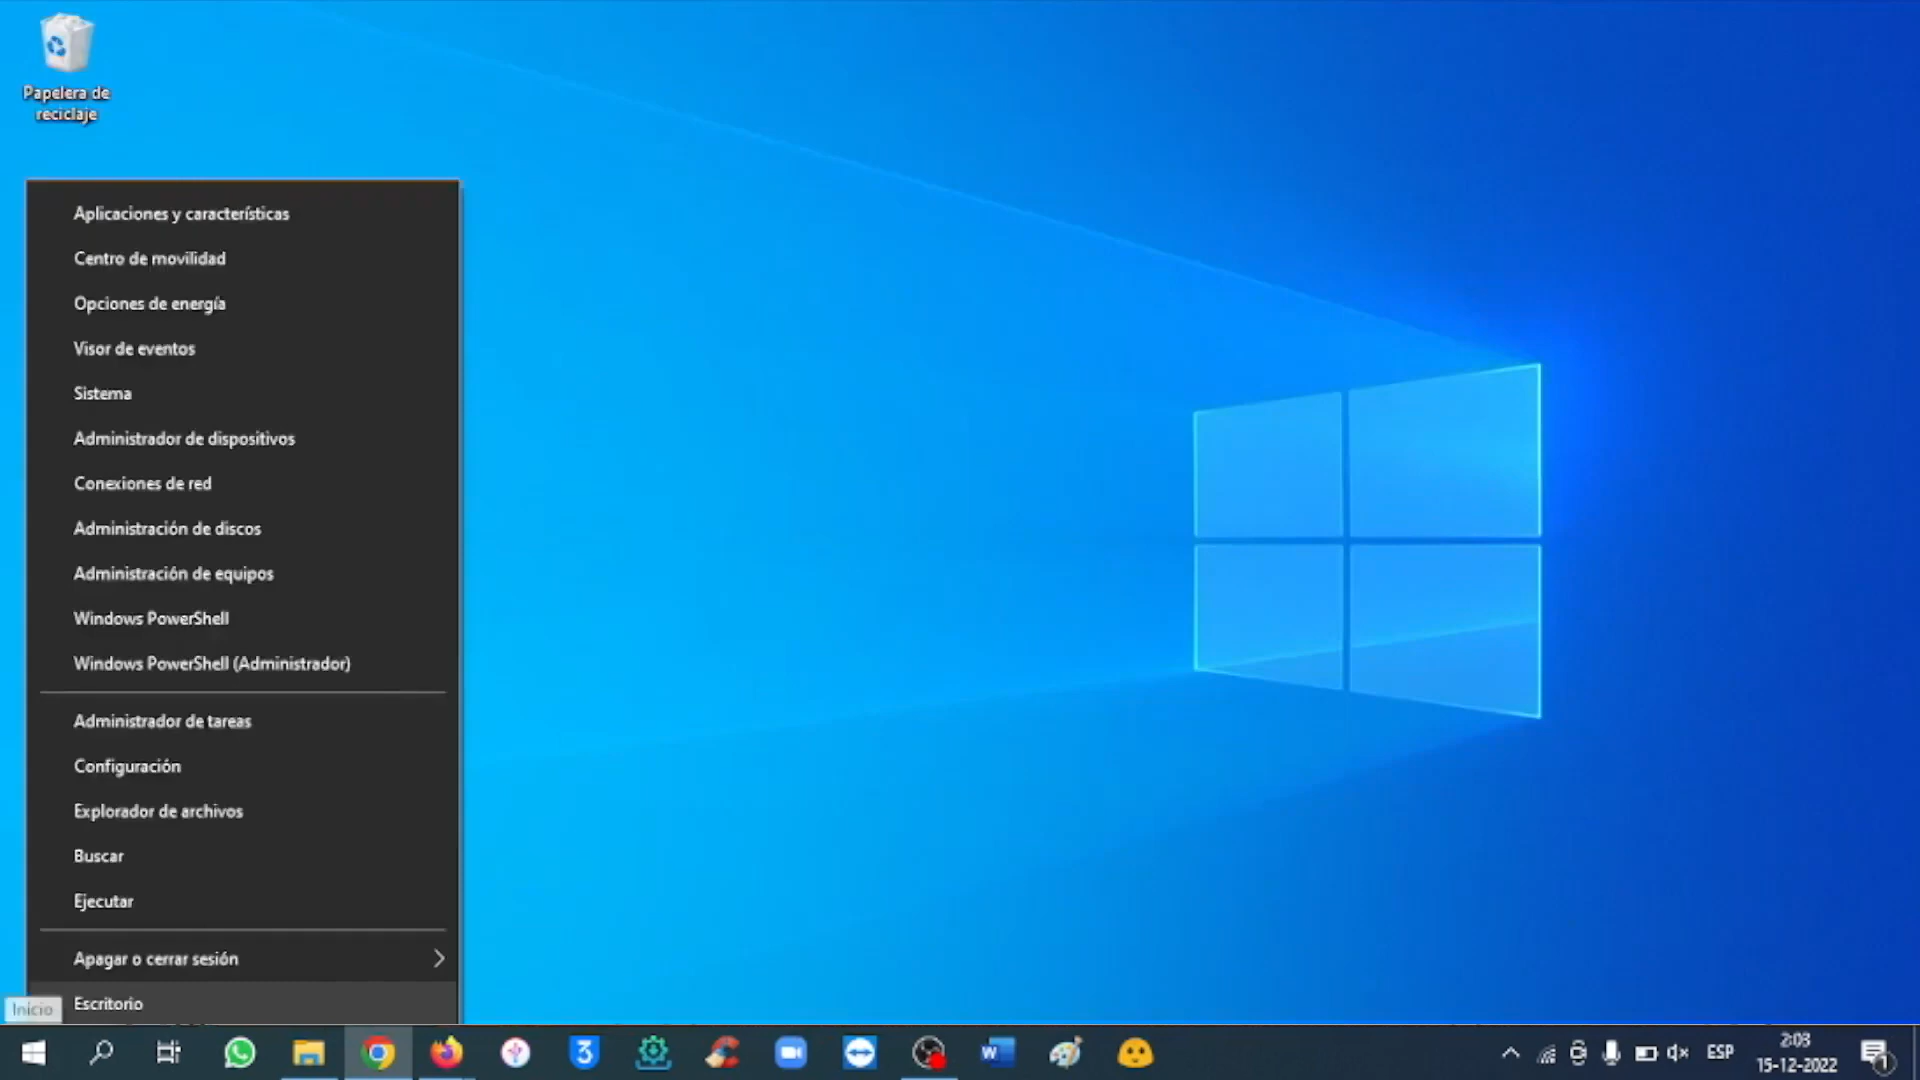 Papelera de
reciclaje
Aplicaciones y características
Centro de movilidad
Opciones de energía
Visor de eventos
Sistema
Administrador de dispositivos
Conexiones de red
Administración de discos
Administración de equipos
Windows PowerShell
Windows PowerShell (Administrador)
Administrador de tareas
Configuración
Explorador de archivos
Buscar
Ejecutar
Apagar o cerrar sesión
Escritorio
Inicio
3
W
ESP
2:03
15-12-2022
1